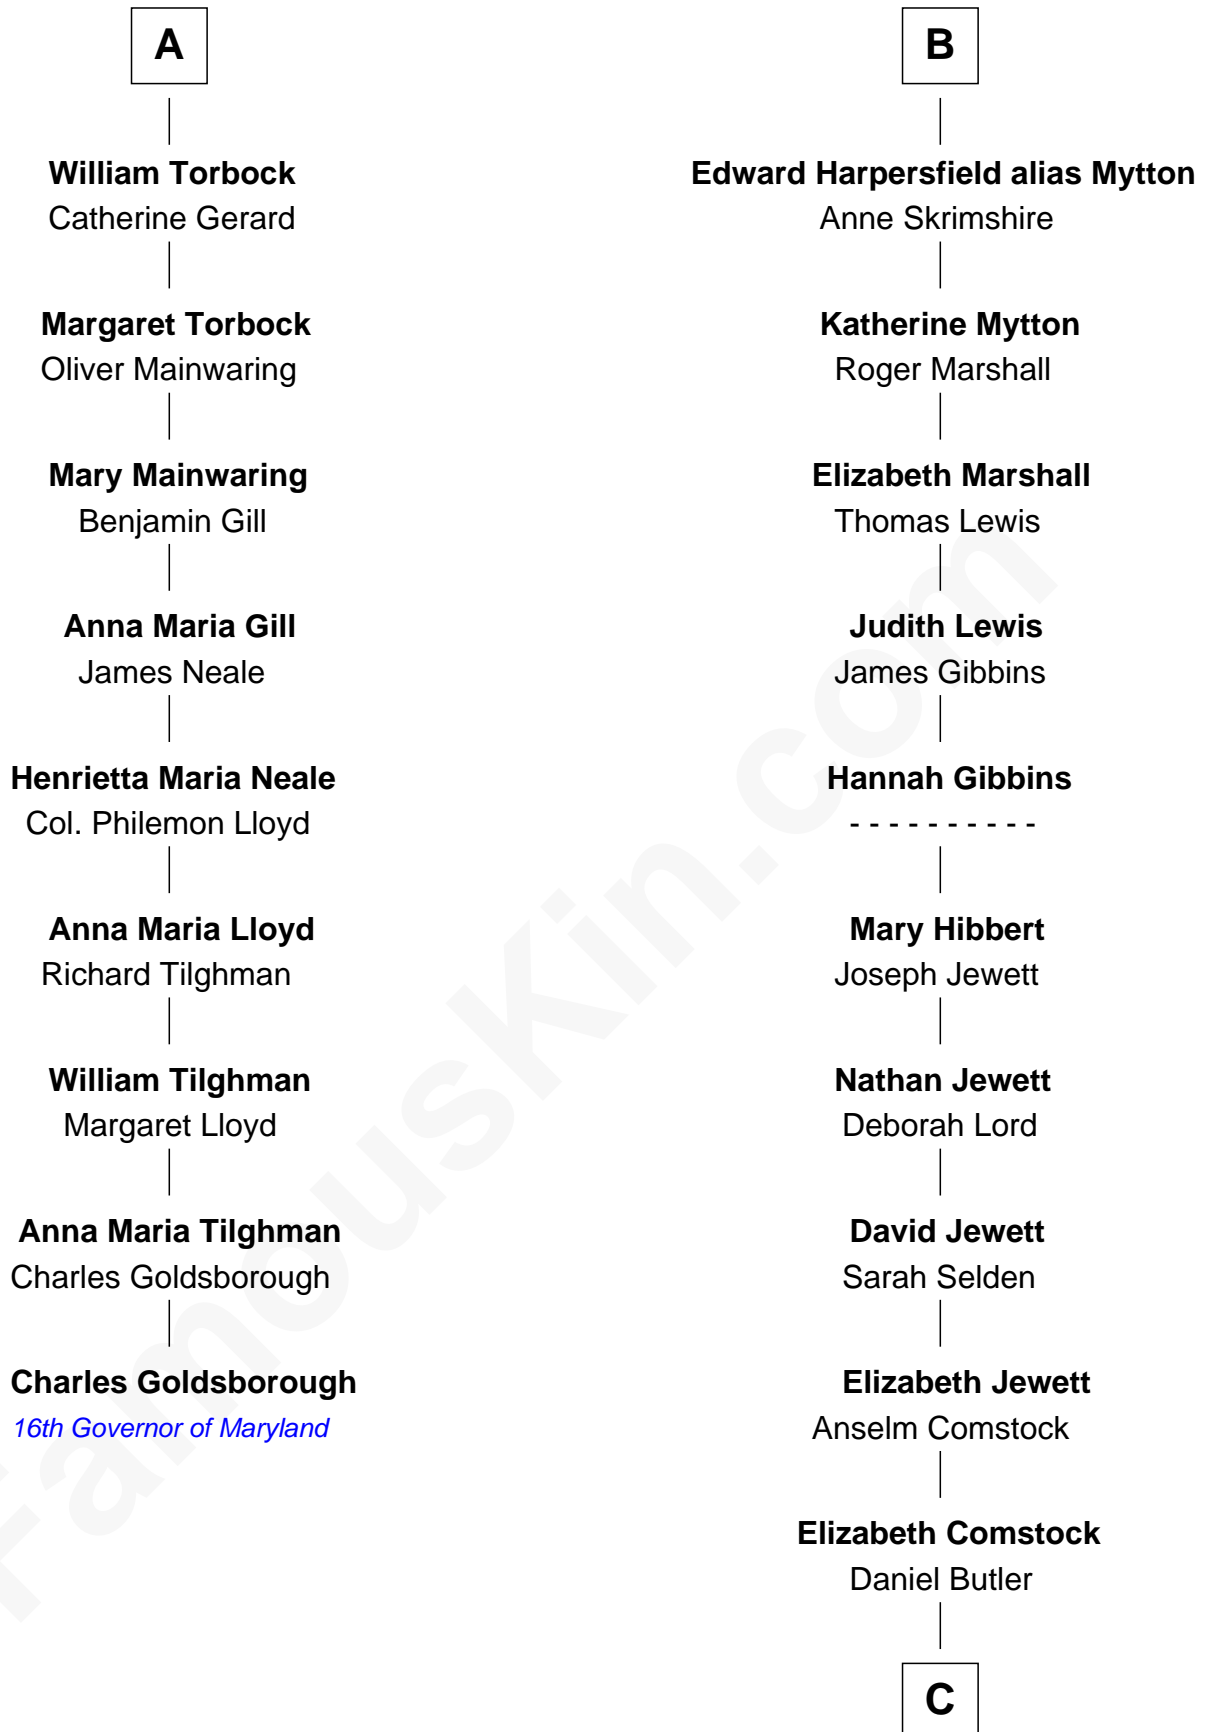 A
William Torbock
Catherine Gerard
Margaret Torbock
Oliver Mainwaring
Mary Mainwaring
Benjamin Gill
Anna Maria Gill
James Neale
Henrietta Maria Neale
Col. Philemon Lloyd
Anna Maria Lloyd
Richard Tilghman
William Tilghman
Margaret Lloyd
Anna Maria Tilghman
Charles Goldsborough
Charles Goldsborough
16th Governor of Maryland
B
Edward Harpersfield alias Mytton
Anne Skrimshire
Katherine Mytton
Roger Marshall
Elizabeth Marshall
Thomas Lewis
Judith Lewis
James Gibbins
Hannah Gibbins
- - - - - - - - - -
Mary Hibbert
Joseph Jewett
Nathan Jewett
Deborah Lord
David Jewett
Sarah Selden
Elizabeth Jewett
Anselm Comstock
Elizabeth Comstock
Daniel Butler
C
FamousKin.com